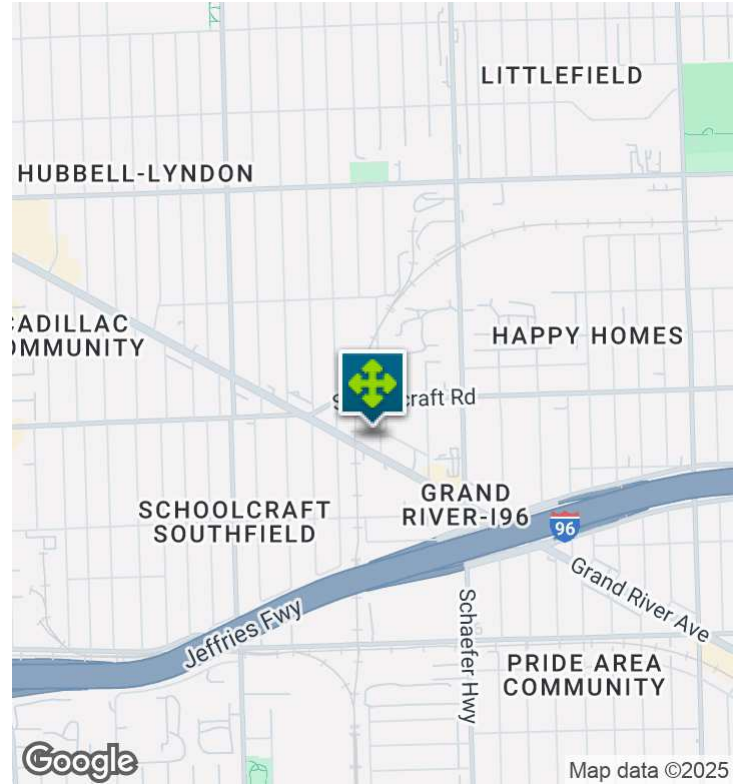 LITTLEFIELD
HUBBELL-LYNDON
CADILLAC
OMMUNITY
HAPPY HOMES
craft Rd
GRAND
RIVER-I96
96
SCHOOLCRAFT
SOUTHFIELD
Grand River Ave
Jeffries Fwy
Schaefer Hwy
PRIDE AREA
COMMUNITY
Google
Map data ©2025